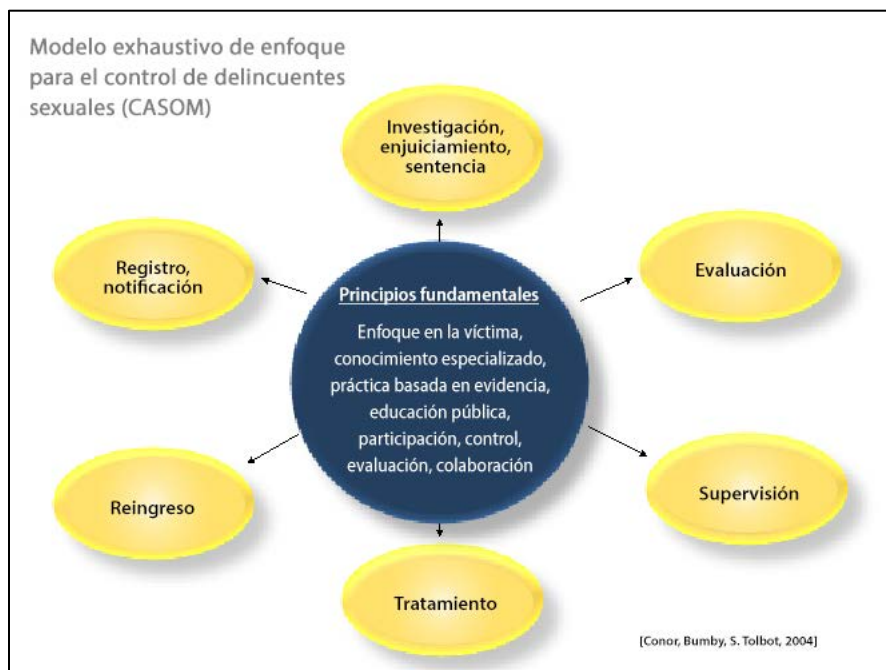 Modelo exhaustivo de enfoque
para el control de delincuentes
sexuales (CASOM)
Investigación,
enjuiciamiento,
sentencia
Registro,
notificación
Evaluación
Principios fundamentales
Enfoque en la víctima,
conocimiento especializado,
práctica basada en evidencia,
educación pública,
participación, control,
evaluación, colaboración
Reingreso
Supervisión
Tratamiento
[Conor, Bumby, S. Tolbot, 2004]